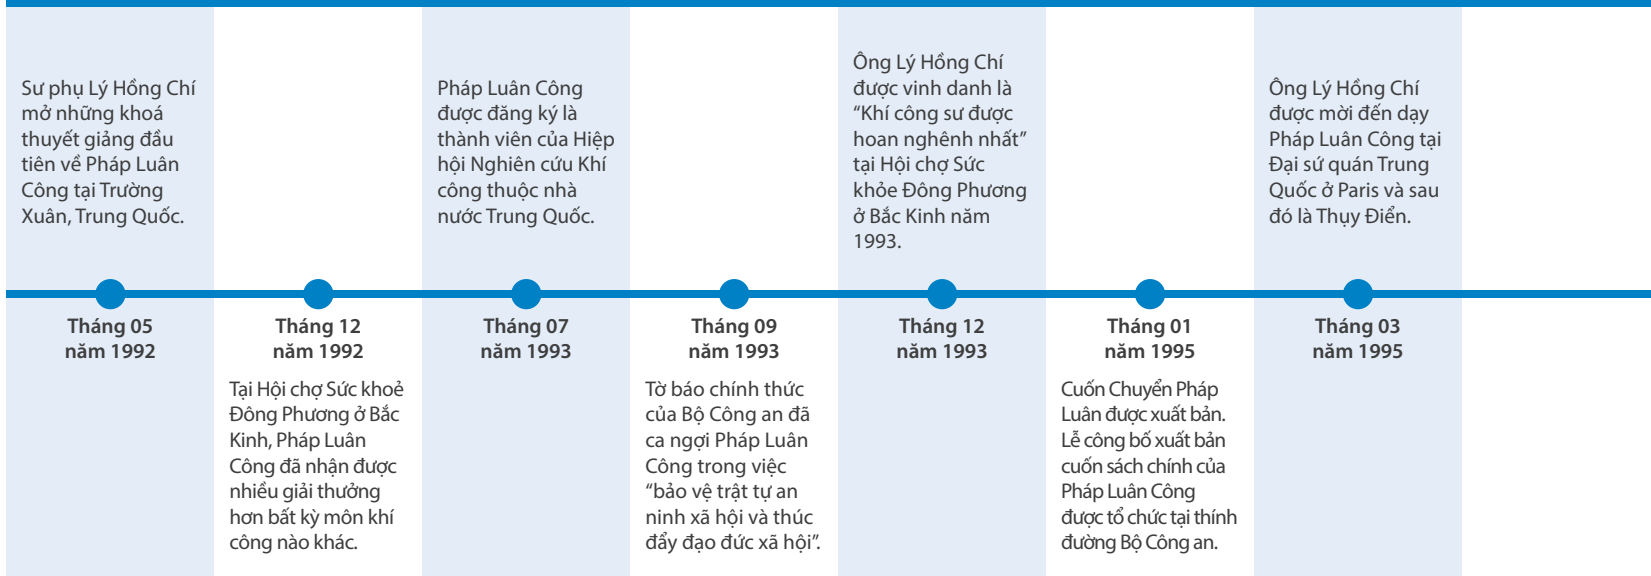 Sư phụ Lý Hồng Chí
mở những khoá
thuyết giảng đầu
tiên về Pháp Luân
Công tại Trường
Xuân, Trung Quốc.
Tháng 05
năm 1992
Tháng 12
năm 1992
Tại Hội chợ Sức khoẻ
Đông Phương ở Bắc
Kinh, Pháp Luân
Công đã nhận được
nhiều giải thưởng
hơn bất kỳ môn khí
công nào khác.
Pháp Luân Công
được đăng ký là
thành viên của Hiệp
hội Nghiên cứu Khí
công thuộc nhà
nước Trung Quốc.
Tháng 07
năm 1993
Tháng 09
năm 1993
Tờ báo chính thức
của Bộ Công an đã
ca ngợi Pháp Luân
Công trong việc
“bảo vệ trật tự an
ninh xã hội và thúc
đẩy đạo đức xã hội”.
Ông Lý Hồng Chí
được vinh danh là
“Khí công sư được
hoan nghênh nhất”
tại Hội chợ Sức
khỏe Đông Phương
ở Bắc Kinh năm
1993.
Tháng 12
năm 1993
Tháng 01
năm 1995
Cuốn Chuyển Pháp
Luân được xuất bản.
Lễ công bố xuất bản
cuốn sách chính của
Pháp Luân Công
được tổ chức tại thính
đường Bộ Công an.
Ông Lý Hồng Chí
được mời đến dạy
Pháp Luân Công tại
Đại sứ quán Trung
Quốc ở Paris và sau
đó là Thụy Điển.
Tháng 03
năm 1995